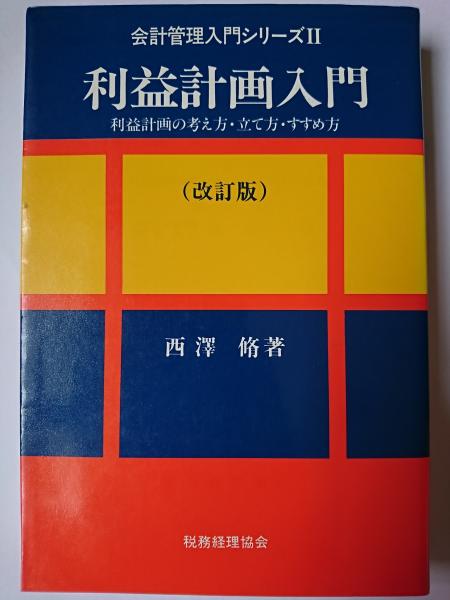 会計管理入門シリーズII
利益計画入門
利益計画の考え方・立て方・すすめ方
（改訂版）
西澤 脩著
税務経理協会